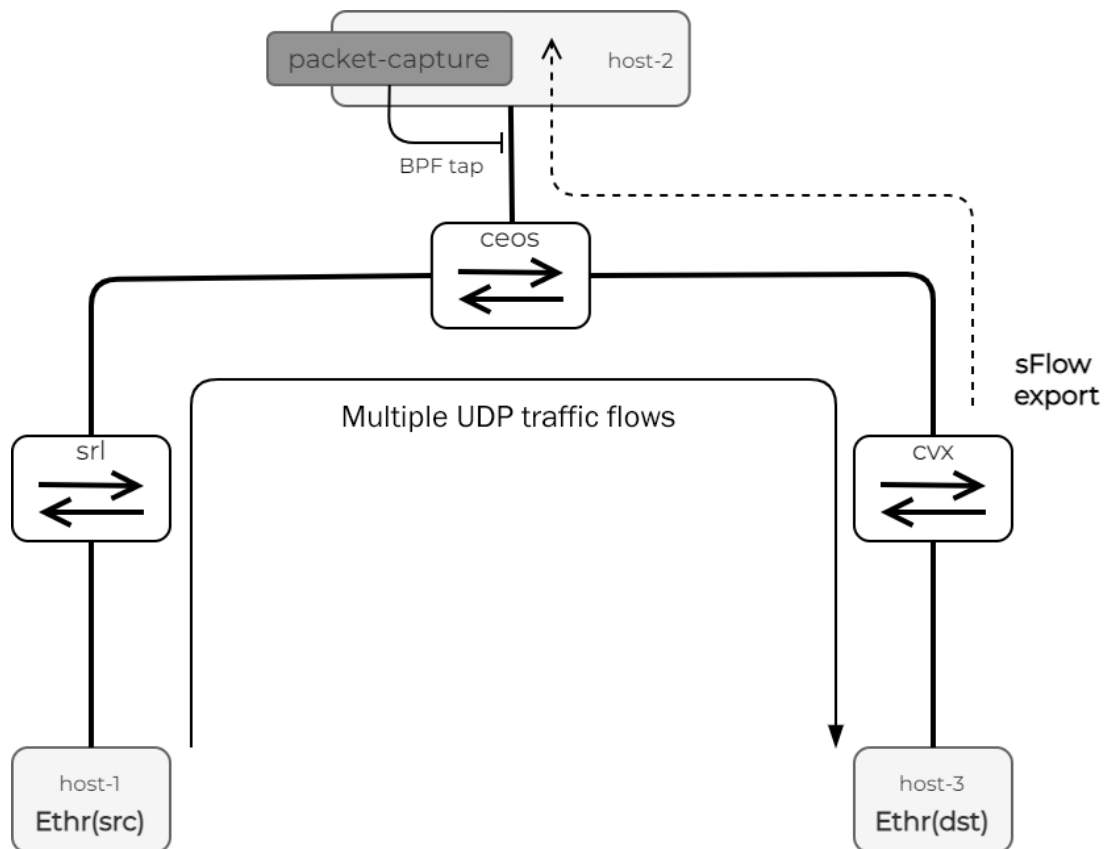 packet-capture
host-2
BPF tap
ceos
sFlow
export
Multiple UDP traffic flows
srl
cvx
host-1
Ethr(src)
host-3
Ethr(dst)